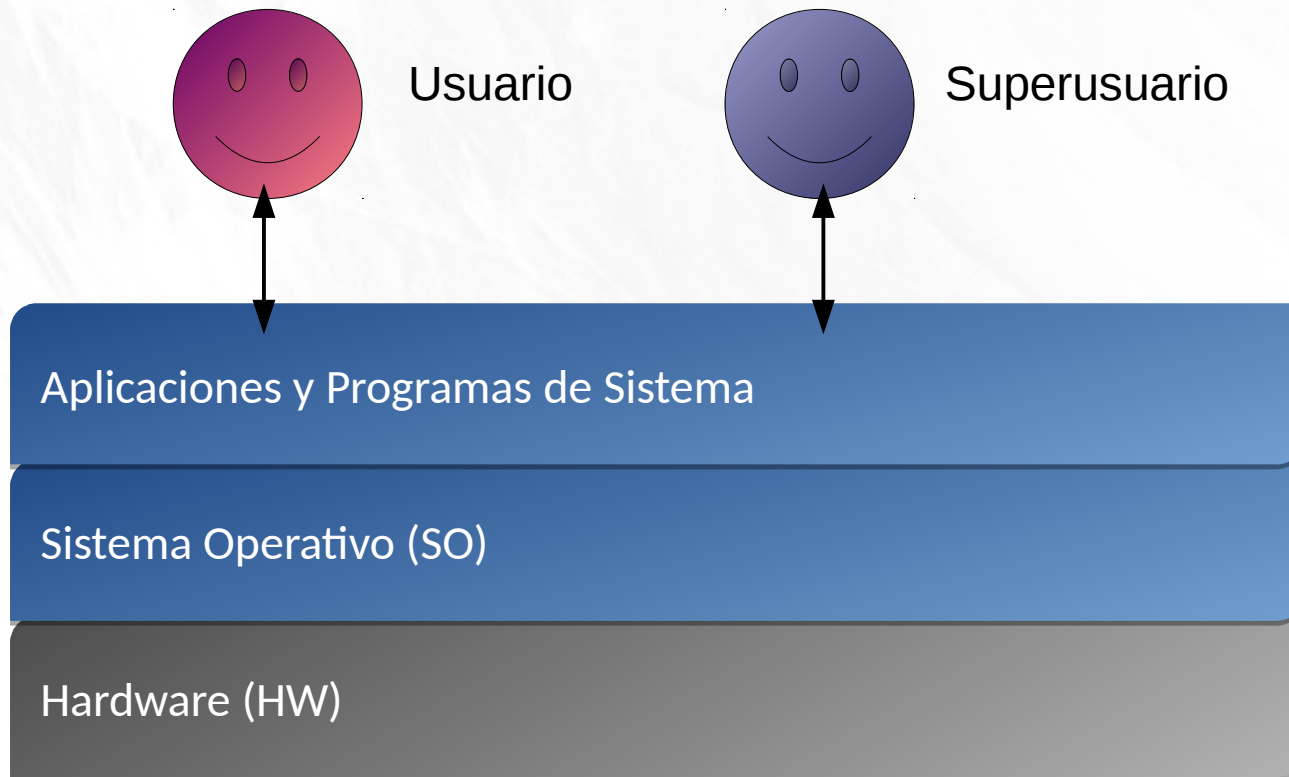 Usuario
Superusuario
Aplicaciones y Programas de Sistema
Sistema Operativo (SO)
Hardware (HW)